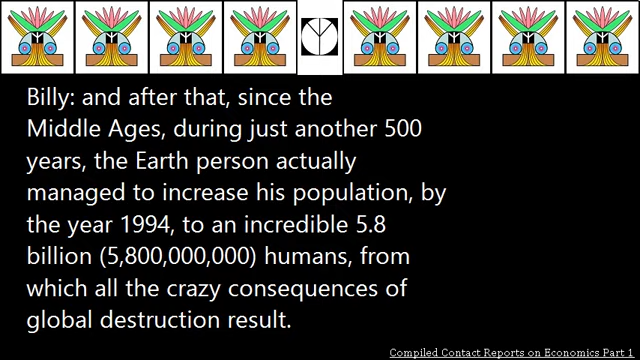 Billy: and after that, since the
Middle Ages, during just another 500
years, the Earth person actually
managed to increase his population, by
the year 1994, to an incredible 5.8
billion (5,800,000,000) humans, from
which all the crazy consequences of
global destruction result.
Compiled Contact Reports on Economics Part 1